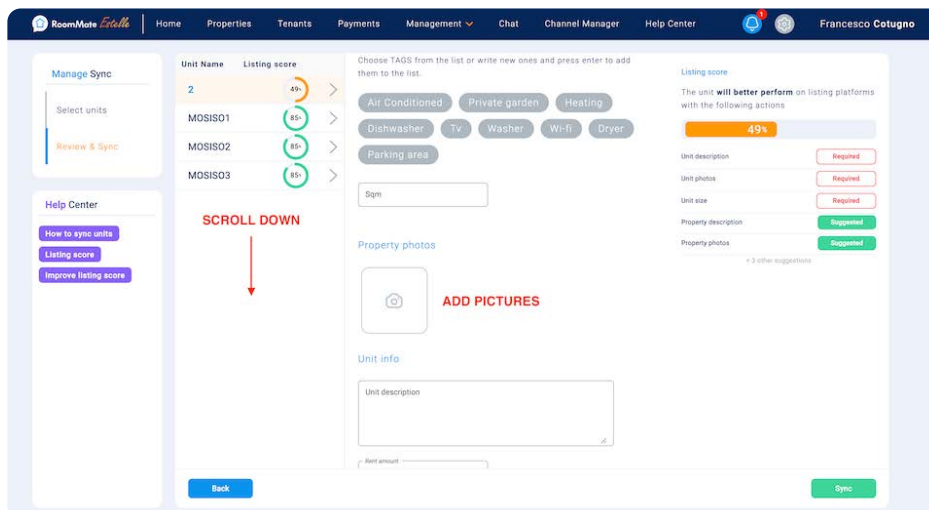 RoomMate Estelle
Home Properties Tenants Payments Management Chat Channel Manager Help Center 1 Francesco Cotugno
Manage Sync
Select units
Review & Sync
Help Center
How to sync units
Listing score
Improve listing score
Unit Name Listing score
2 49%
MOSISO1 85%
MOSISO2 85%
MOSISO3 85%
SCROLL DOWN
Choose TAGS from the list or write new ones and press enter to add
them to the list.
Air Conditioned Private garden Heating
Dishwasher Tv Washer Wi-fi Dryer
Parking area
Sqm
Property photos
ADD PICTURES
Unit info
Unit description
Rent amount
Listing score
The unit will better perform on listing platforms
with the following actions
49%
Unit description Required
Unit photos Required
Unit size Required
Property description Suggested
Property photos Suggested
+ 3 other suggestions
Back
Sync